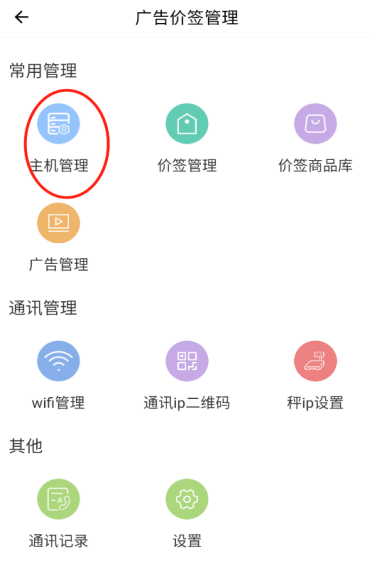 广告价签管理
常用管理
主机管理 价签管理 价签商品库
广告管理
通讯管理
wifi管理 通讯ip二维码 秤ip设置
其他
通讯记录 设置